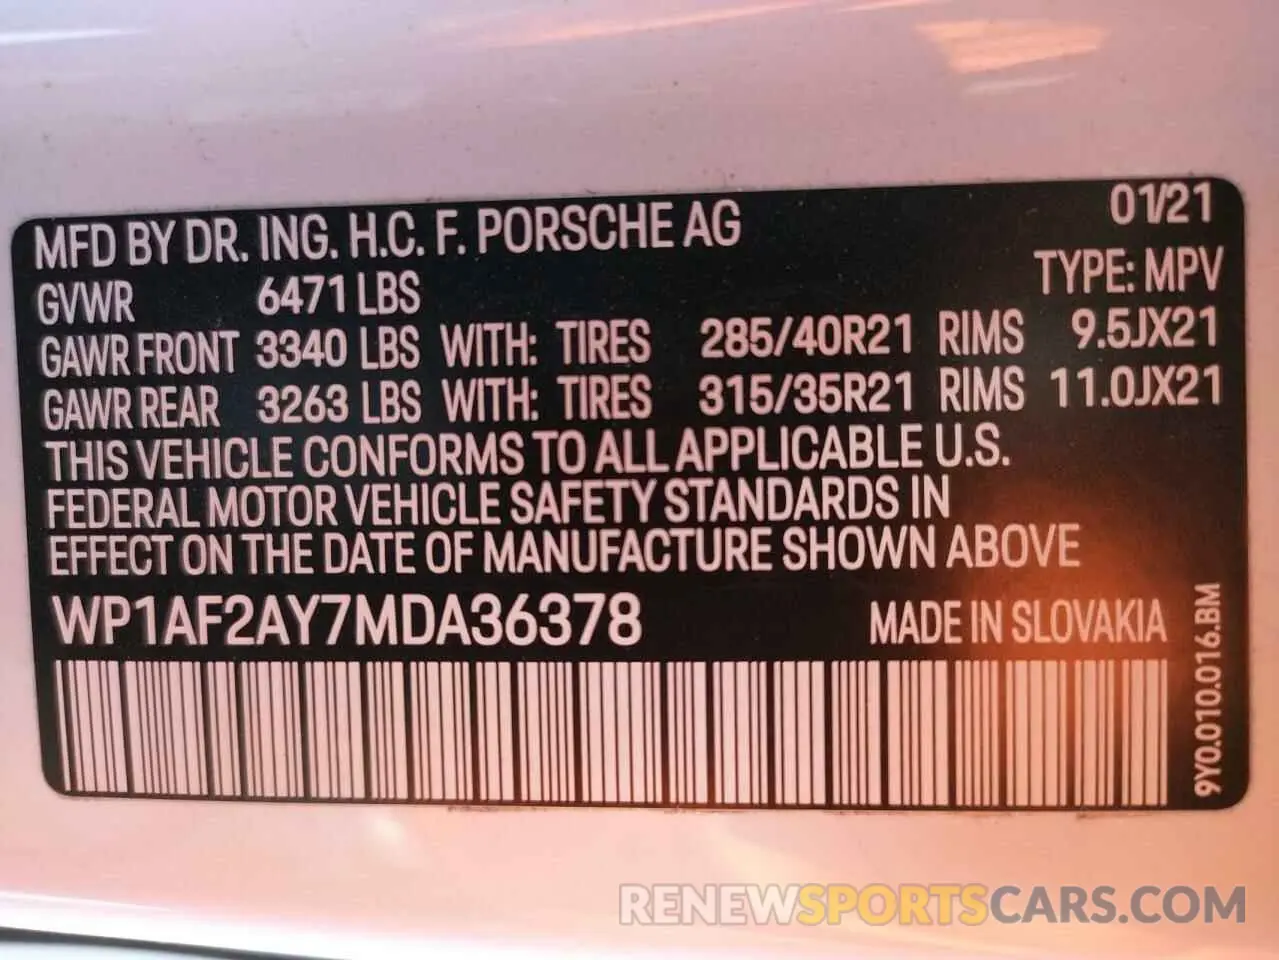 MFD BY DR. ING. H.C. F. PORSCHE AG 01/21
GVWR 6471 LBS TYPE: MPV
GAWR FRONT 3340 LBS WITH: TIRES 285/40R21 RIMS 9.5JX21
GAWR REAR 3263 LBS WITH: TIRES 315/35R21 RIMS 11.0JX21
THIS VEHICLE CONFORMS TO ALL APPLICABLE U.S.
FEDERAL MOTOR VEHICLE SAFETY STANDARDS IN
EFFECT ON THE DATE OF MANUFACTURE SHOWN ABOVE
WP1AF2AY7MDA36378 MADE IN SLOVAKIA
9Y0.010.016.BM
RENEWSPORTSCARS.COM